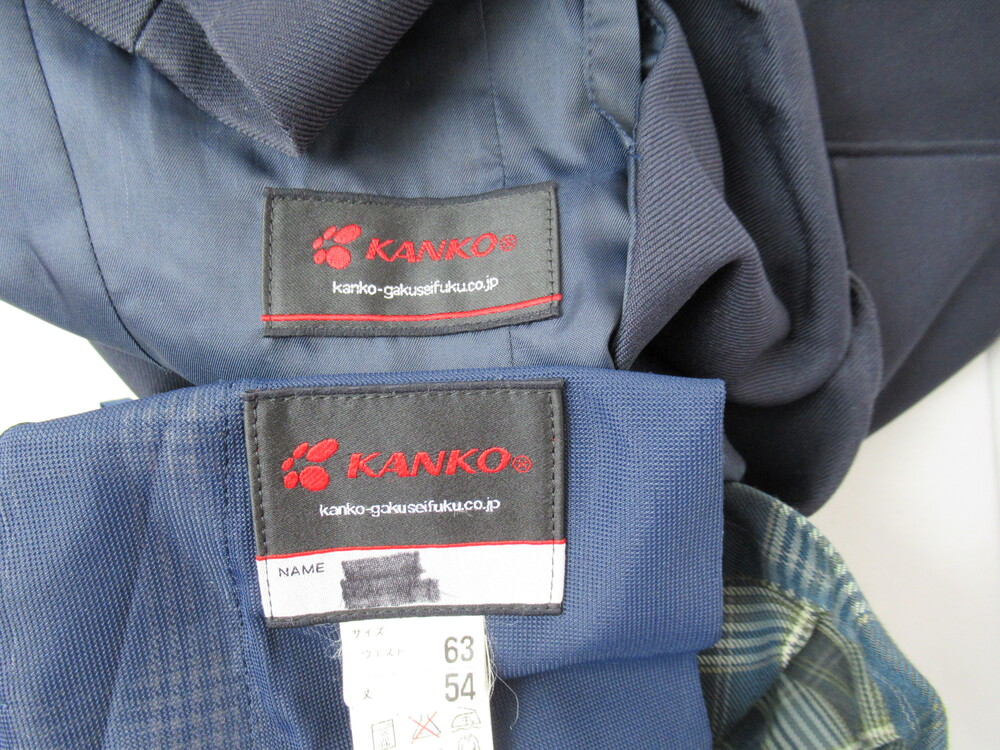 KANKO®
kanko-gakuseifuku.co.jp
KANKO®
kanko-gakuseifuku.co.jp
NAME
サイズ
ウエスト 63
丈 54